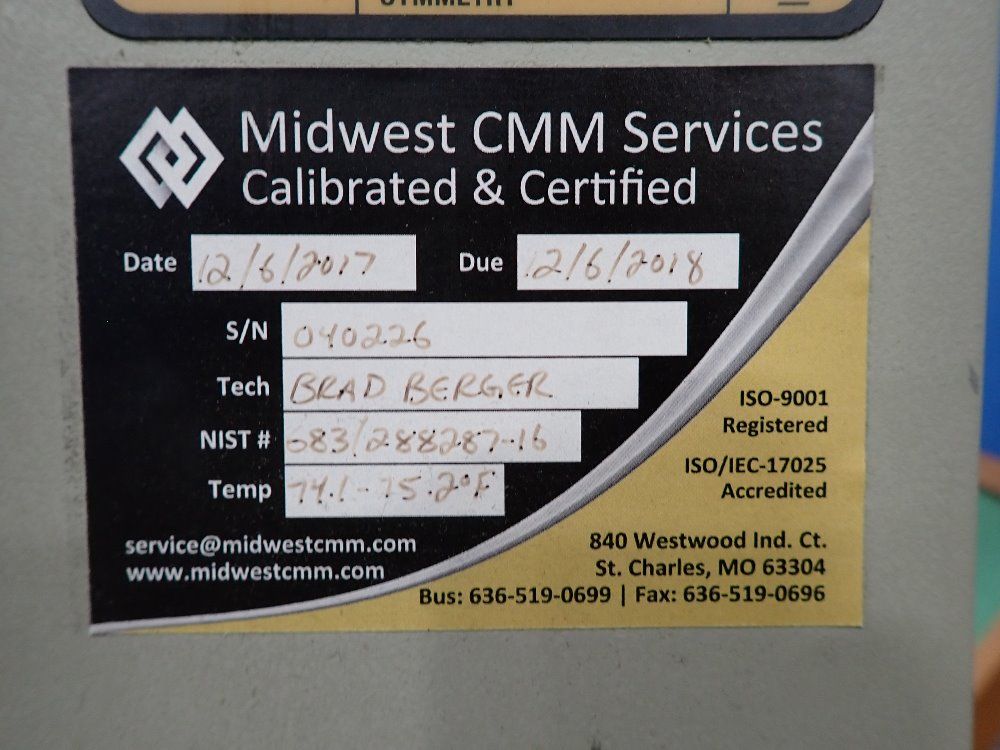 SYMMETRY
Midwest CMM Services
Calibrated & Certified
Date 12/6/2017 Due 12/6/2018
S/N 040226
Tech BRAD BERGER
NIST # 683/288287-16
Temp 74.1-75.2°F
ISO-9001
Registered
ISO/IEC-17025
Accredited
service@midwestcmm.com
www.midwestcmm.com
840 Westwood Ind. Ct.
St. Charles, MO 63304
Bus: 636-519-0699 | Fax: 636-519-0696